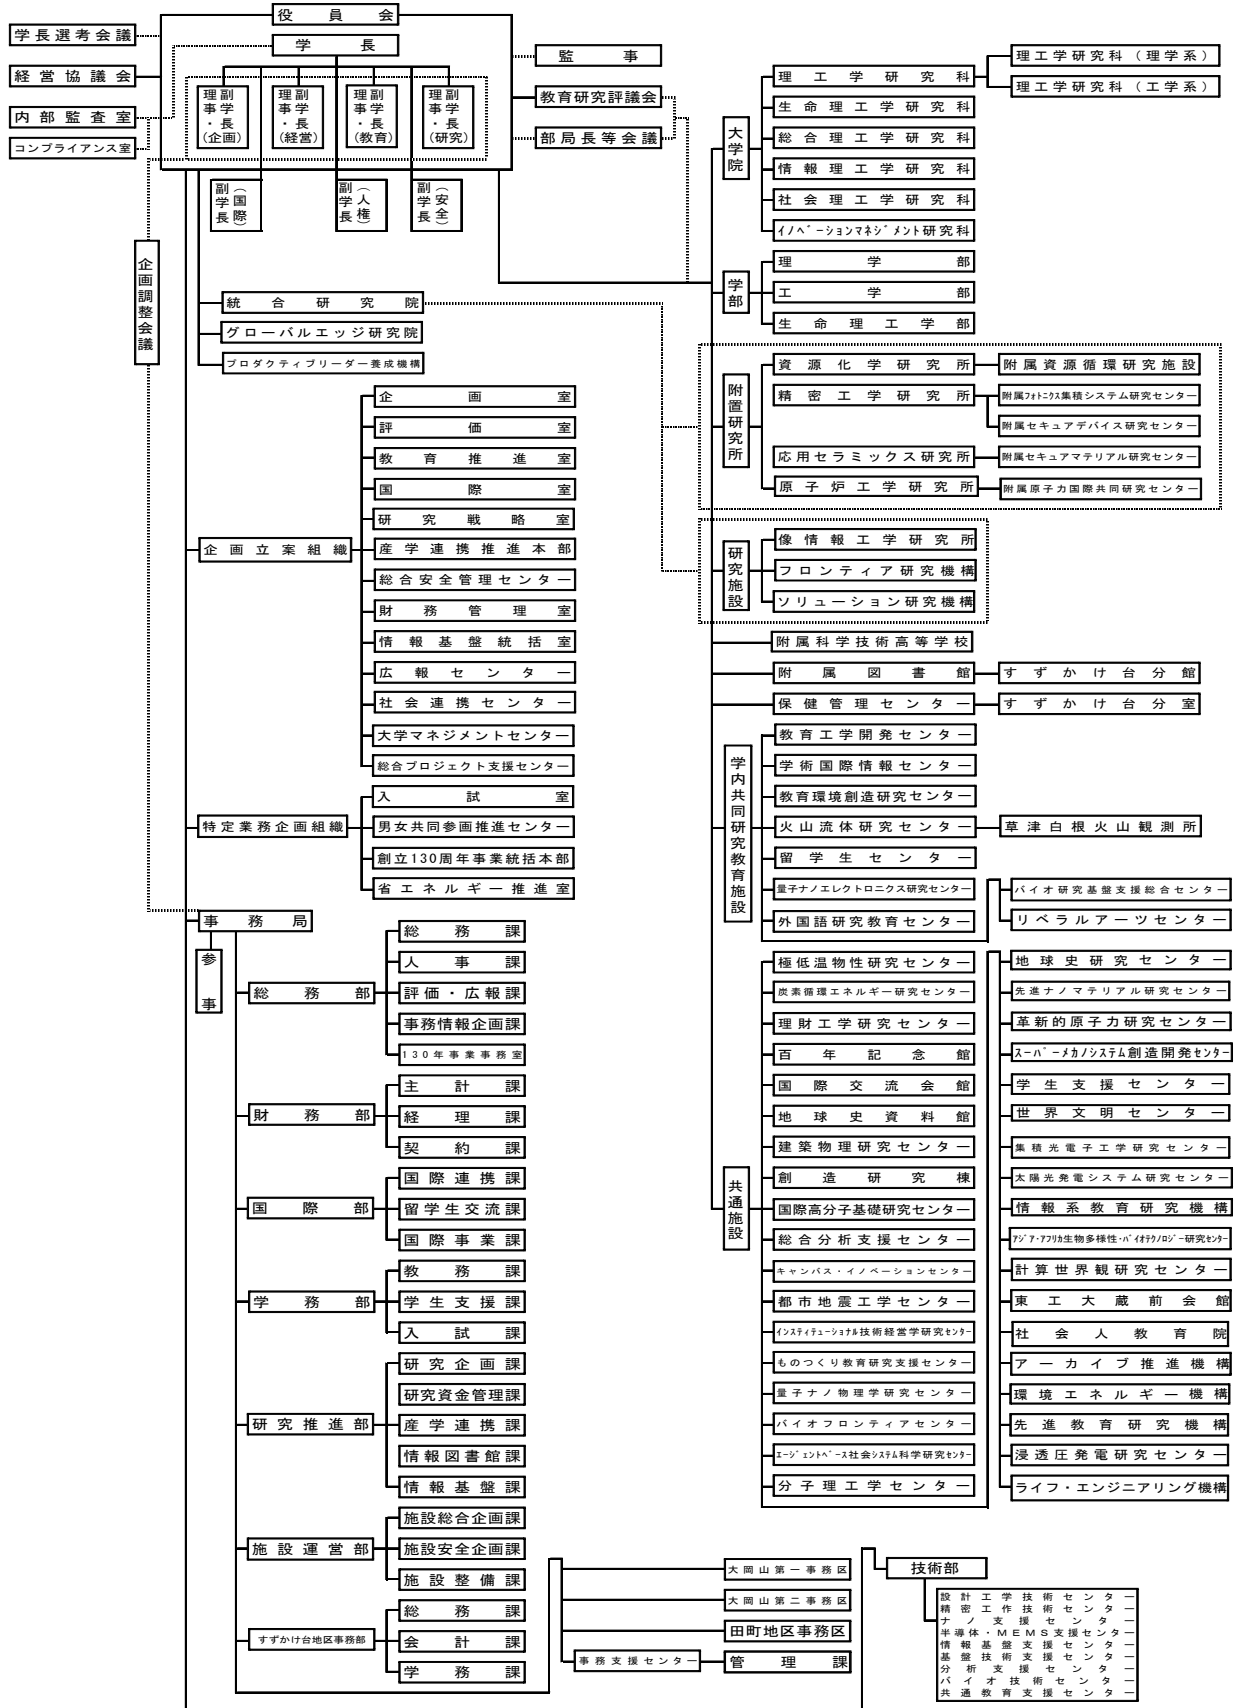 役員会
学長
学長選考会議
経営協議会
内部監査室
コンプライアンス室
理事・副学長(企画)
理事・副学長(経営)
理事・副学長(教育)
理事・副学長(研究)
副学長(国際)
副学長(人権)
副学長(安全)
監事
教育研究評議会
部局長等会議
企画調整会議
統合研究院
グローバルエッジ研究院
プロダクティブリーダー養成機構
企画立案組織
企画室
評価室
教育推進室
国際室
研究戦略室
産学連携推進本部
総合安全管理センター
財務管理室
情報基盤統括室
広報センター
社会連携センター
大学マネジメントセンター
総合プロジェクト支援センター
特定業務企画組織
入試室
男女共同参画推進センター
創立130周年事業統括本部
省エネルギー推進室
事務局
参事
総務部
総務課
人事課
評価・広報課
事務情報企画課
130年事業事務室
財務部
主計課
経理課
契約課
国際部
国際連携課
留学生交流課
国際事業課
学務部
教務課
学生支援課
入試課
研究推進部
研究企画課
研究資金管理課
産学連携課
情報図書館課
情報基盤課
施設運営部
施設総合企画課
施設安全企画課
施設整備課
すずかけ台地区事務部
総務課
会計課
学務課
大岡山第一事務区
大岡山第二事務区
田町地区事務区
事務支援センター
管理課
大学院
理工学研究科
理工学研究科(理学系)
理工学研究科(工学系)
生命理工学研究科
総合理工学研究科
情報理工学研究科
社会理工学研究科
イノベーションマネジメント研究科
学部
理学部
工学部
生命理工学部
附置研究所
資源化学研究所
附属資源循環研究施設
精密工学研究所
附属フォトニクス集積システム研究センター
附属セキュアデバイス研究センター
応用セラミックス研究所
附属セキュアマテリアル研究センター
原子炉工学研究所
附属原子力国際共同研究センター
研究施設
像情報工学研究所
フロンティア研究機構
ソリューション研究機構
附属科学技術高等学校
附属図書館
すずかけ台分館
保健管理センター
すずかけ台分室
学内共同研究教育施設
教育工学開発センター
学術国際情報センター
教育環境創造研究センター
火山流体研究センター
草津白根火山観測所
留学生センター
量子ナノエレクトロニクス研究センター
外国語研究教育センター
バイオ研究基盤支援総合センター
リベラルアーツセンター
共通施設
極低温物性研究センター
炭素循環エネルギー研究センター
理財工学研究センター
百年記念館
国際交流会館
地球史資料館
建築物理研究センター
創造研究棟
国際高分子基礎研究センター
総合分析支援センター
キャンパス・イノベーションセンター
都市地震工学センター
インスティテューショナル技術経営学研究センター
ものつくり教育研究支援センター
量子ナノ物理学研究センター
バイオフロンティアセンター
エージェントベース社会システム科学研究センター
分子理工学センター
地球史研究センター
先進ナノマテリアル研究センター
革新的原子力研究センター
スーパーメカノシステム創造開発センター
学生支援センター
世界文明センター
集積光電子工学研究センター
太陽光発電システム研究センター
情報系教育研究機構
アジア・アフリカ生物多様性・バイオテクノロジー研究センター
計算世界観研究センター
東工大蔵前会館
社会人教育院
アーカイブ推進機構
環境エネルギー機構
先進教育研究機構
浸透圧発電研究センター
ライフ・エンジニアリング機構
技術部
設計工学技術センター
精密工作技術センター
ナノ支援センター
半導体・MEMS支援センター
情報基盤支援センター
基盤技術支援センター
分析支援センター
バイオ技術センター
共通教育支援センター